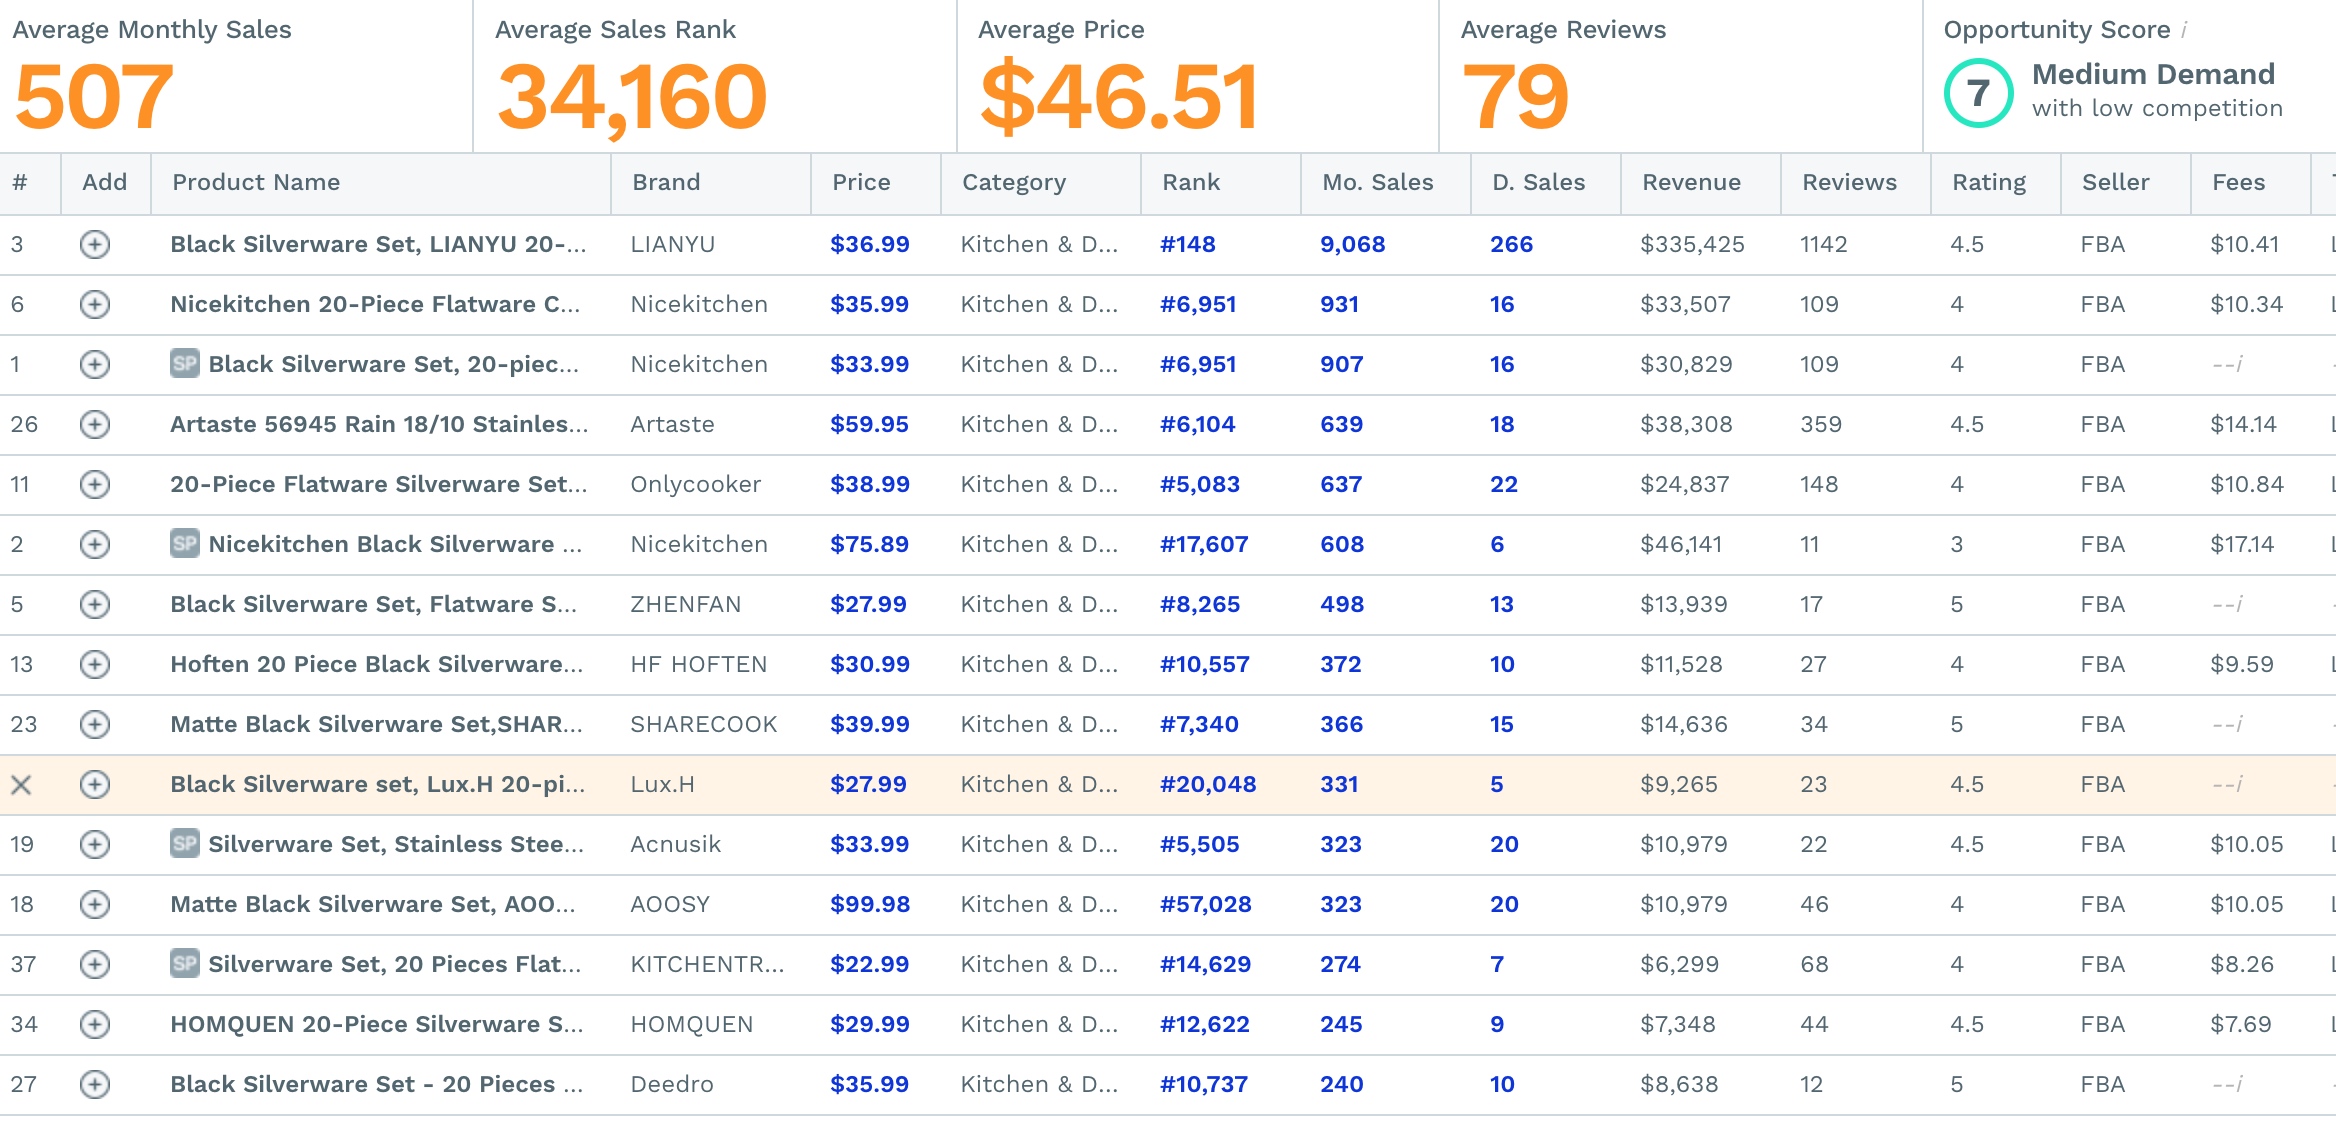 Average Monthly Sales Average Sales Rank Average Price Average Reviews Opportunity Score i
507 34,160 $46.51 79 7 Medium Demand
with low competition
# Add Product Name Brand Price Category Rank Mo. Sales D. Sales Revenue Reviews Rating Seller Fees
3 Black Silverware Set, LIANYU 20-... LIANYU $36.99 Kitchen & D... #148 9,068 266 $335,425 1142 4.5 FBA $10.41
6 Nicekitchen 20-Piece Flatware C... Nicekitchen $35.99 Kitchen & D... #6,951 931 16 $33,507 109 4 FBA $10.34
1 SP Black Silverware Set, 20-piec... Nicekitchen $33.99 Kitchen & D... #6,951 907 16 $30,829 109 4 FBA --i
26 Artaste 56945 Rain 18/10 Stainles... Artaste $59.95 Kitchen & D... #6,104 639 18 $38,308 359 4.5 FBA $14.14
11 20-Piece Flatware Silverware Set... Onlycooker $38.99 Kitchen & D... #5,083 637 22 $24,837 148 4 FBA $10.84
2 SP Nicekitchen Black Silverware ... Nicekitchen $75.89 Kitchen & D... #17,607 608 6 $46,141 11 3 FBA $17.14
5 Black Silverware Set, Flatware S... ZHENFAN $27.99 Kitchen & D... #8,265 498 13 $13,939 17 5 FBA --i
13 Hoften 20 Piece Black Silverware... HF HOFTEN $30.99 Kitchen & D... #10,557 372 10 $11,528 27 4 FBA $9.59
23 Matte Black Silverware Set,SHAR... SHARECOOK $39.99 Kitchen & D... #7,340 366 15 $14,636 34 5 FBA --i
Black Silverware set, Lux.H 20-pi... Lux.H $27.99 Kitchen & D... #20,048 331 5 $9,265 23 4.5 FBA --i
19 SP Silverware Set, Stainless Stee... Acnusik $33.99 Kitchen & D... #5,505 323 20 $10,979 22 4.5 FBA $10.05
18 Matte Black Silverware Set, AOO... AOOSY $99.98 Kitchen & D... #57,028 323 20 $10,979 46 4 FBA $10.05
37 SP Silverware Set, 20 Pieces Flat... KITCHENTR... $22.99 Kitchen & D... #14,629 274 7 $6,299 68 4 FBA $8.26
34 HOMQUEN 20-Piece Silverware S... HOMQUEN $29.99 Kitchen & D... #12,622 245 9 $7,348 44 4.5 FBA $7.69
27 Black Silverware Set - 20 Pieces ... Deedro $35.99 Kitchen & D... #10,737 240 10 $8,638 12 5 FBA --i